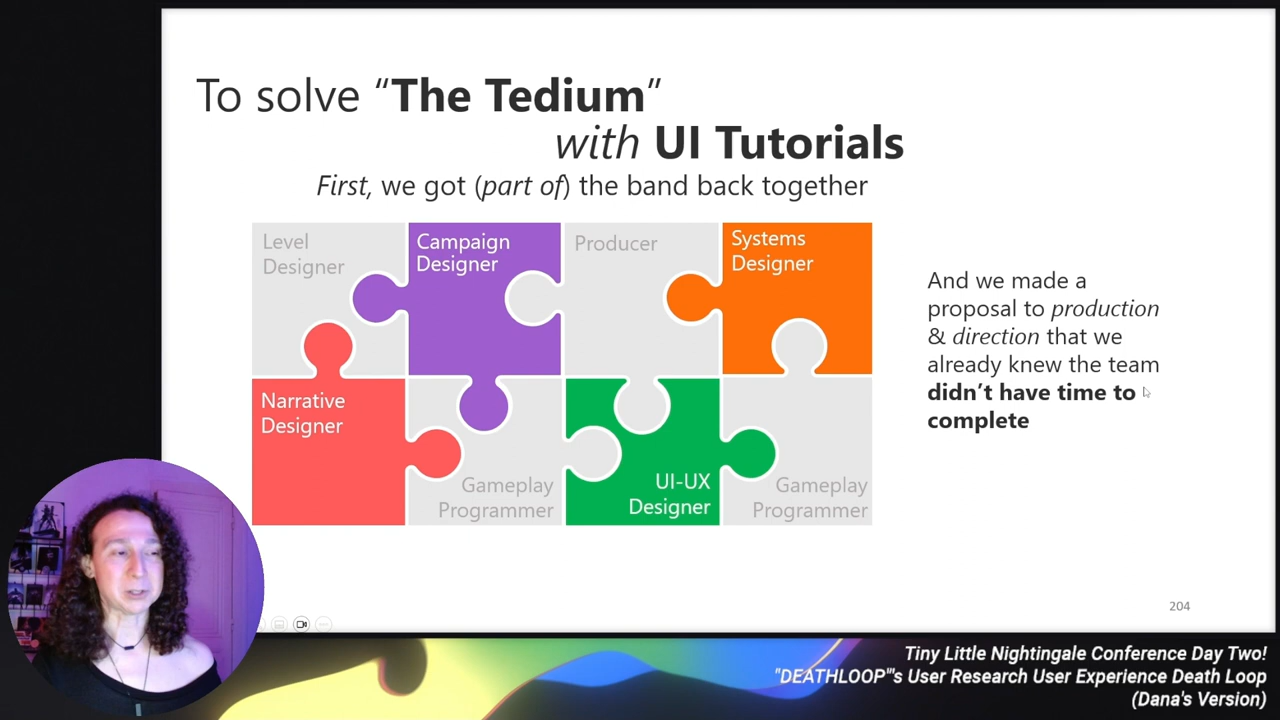 To solve “The Tedium”
with UI Tutorials
First, we got (part of) the band back together
Level
Designer
Campaign
Designer
Producer
Systems
Designer
Narrative
Designer
Gameplay
Programmer
UI-UX
Designer
Gameplay
Programmer
And we made a
proposal to production
& direction that we
already knew the team
didn’t have time to
complete
204
Tiny Little Nightingale Conference Day Two!
"DEATHLOOP"'s User Research User Experience Death Loop
(Dana's Version)